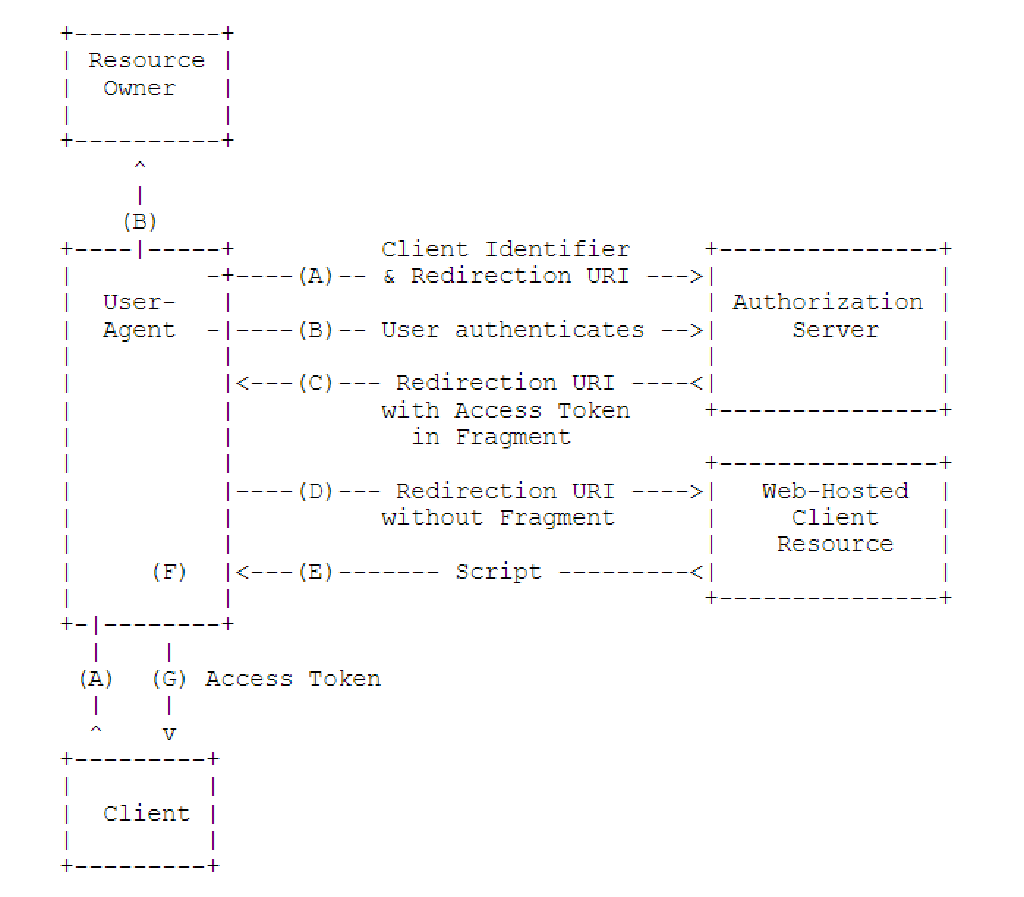 +----------+
| Resource |
|  Owner   |
|          |
+----------+
     ^
     |
    (B)
+----|-----+          Client Identifier     +---------------+
|         -+----(A)-- & Redirection URI --->|               |
|  User-   |                                | Authorization |
|  Agent  -|----(B)-- User authenticates -->|     Server    |
|          |                                |               |
|          |<---(C)--- Redirection URI ----<|               |
|          |          with Access Token     +---------------+
|          |            in Fragment
|          |                                +---------------+
|          |----(D)--- Redirection URI ---->|   Web-Hosted  |
|          |          without Fragment      |     Client    |
|          |                                |    Resource   |
|     (F)  |<---(E)------- Script ---------<|               |
|          |                                +---------------+
+-|--------+
  |    |
 (A)  (G) Access Token
  |    |
  ^    v
+---------+
|         |
|  Client |
|         |
+---------+